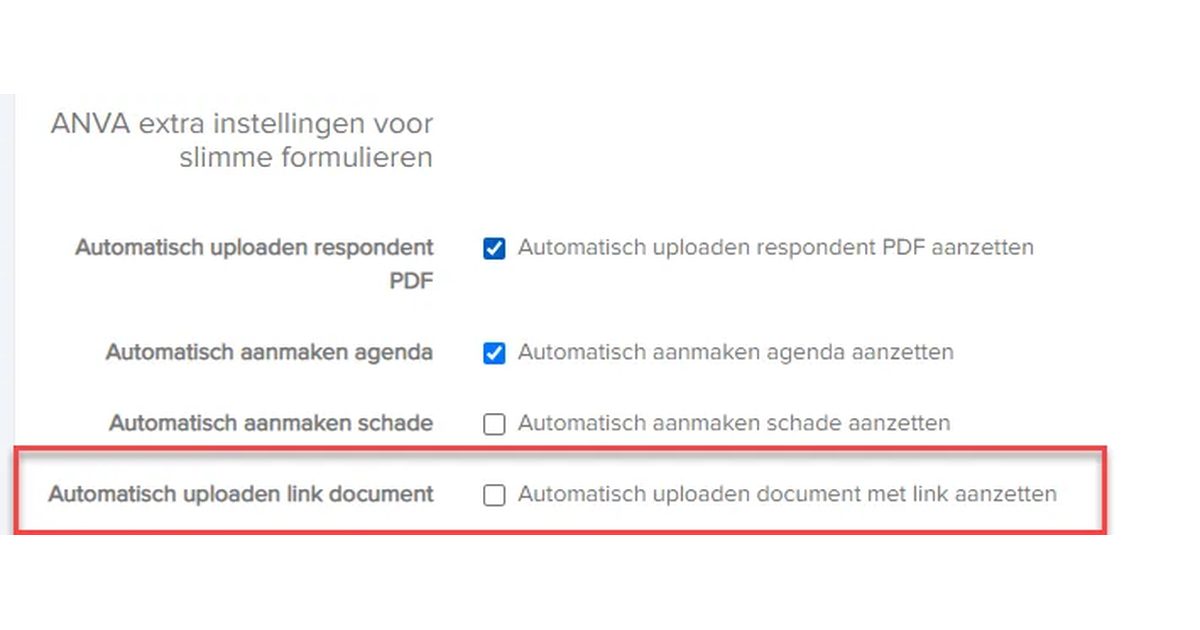 ANVA extra instellingen voor
slimme formulieren
Automatisch uploaden respondent
PDF
Automatisch uploaden respondent PDF aanzetten
Automatisch aanmaken agenda
Automatisch aanmaken agenda aanzetten
Automatisch aanmaken schade
Automatisch aanmaken schade aanzetten
Automatisch uploaden link document
Automatisch uploaden document met link aanzetten